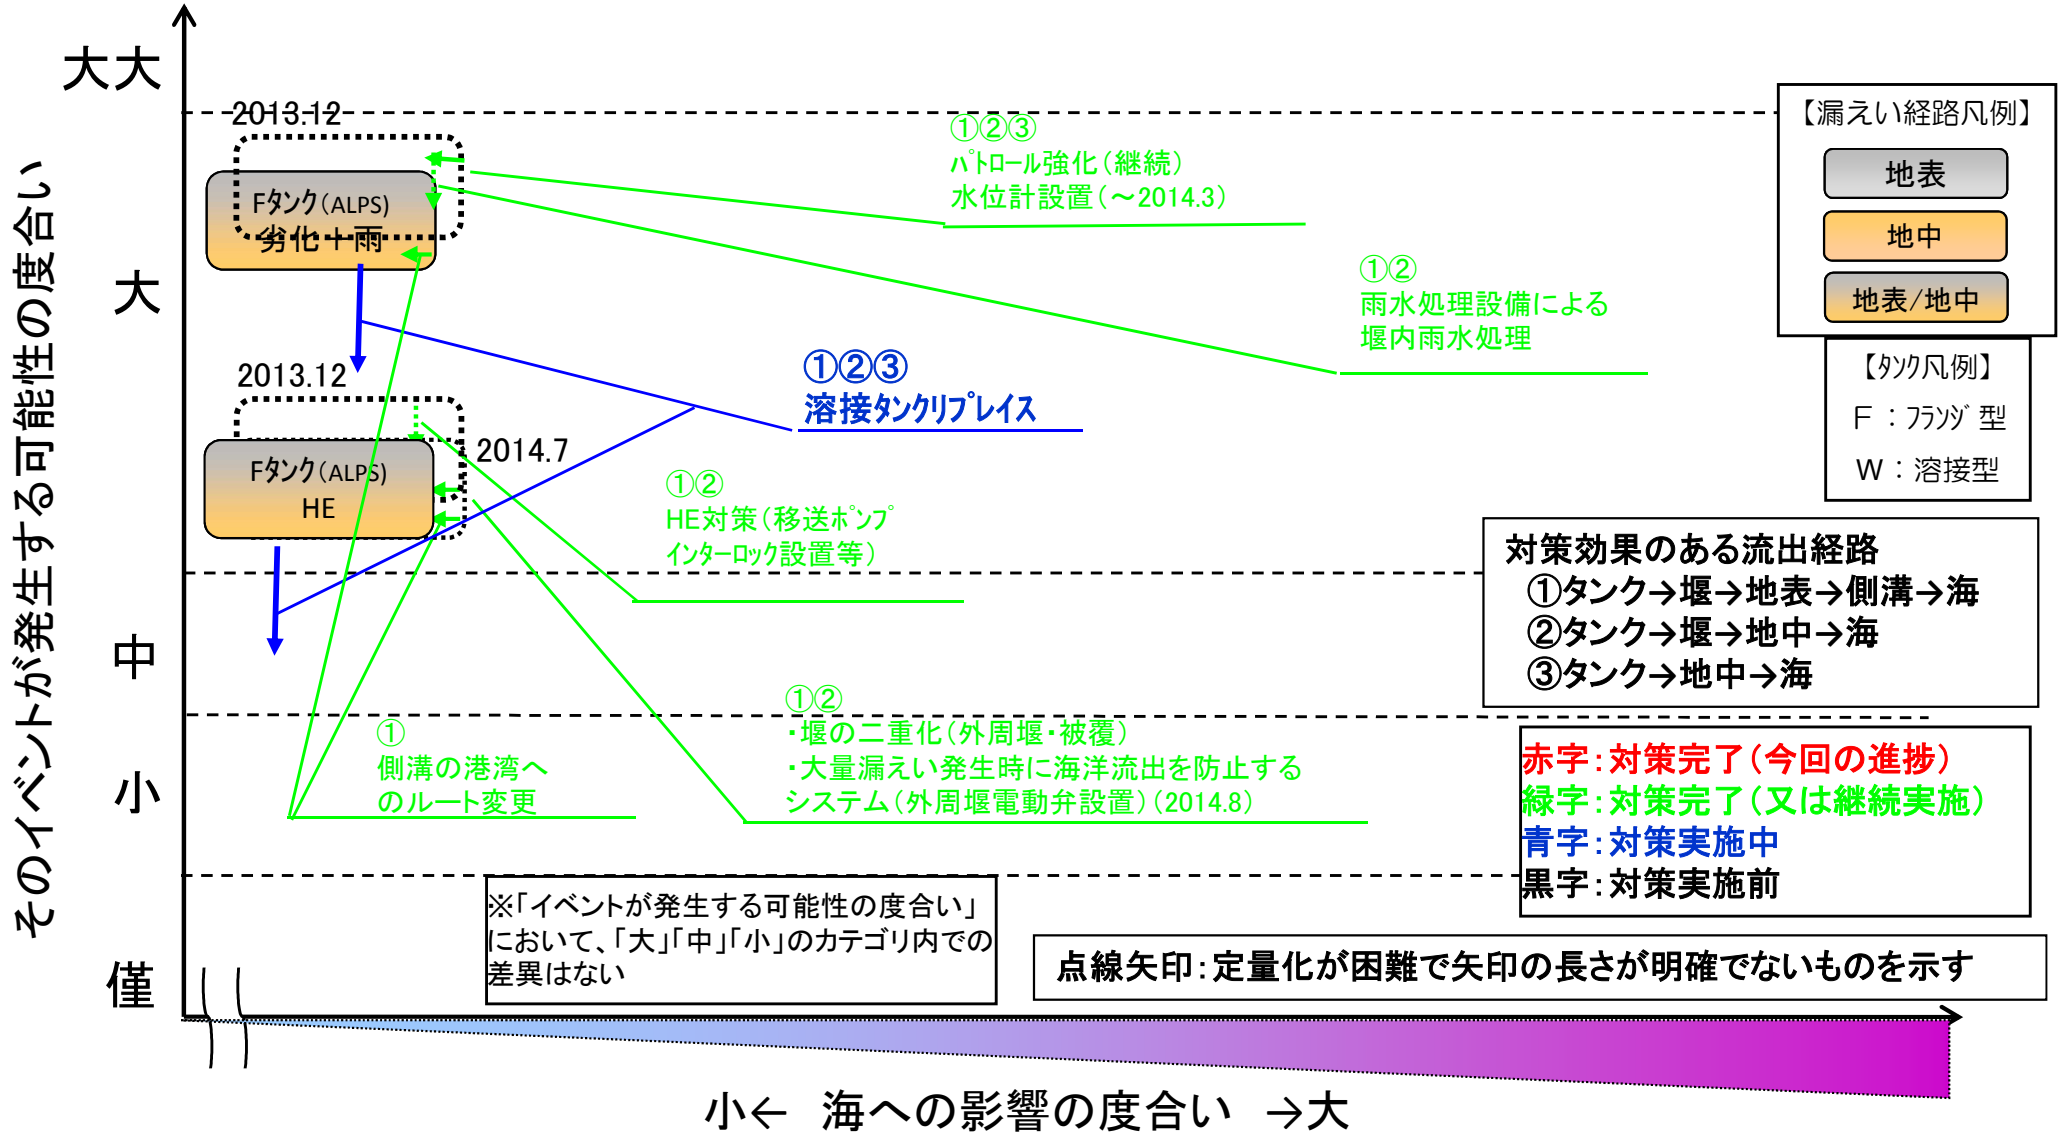 そのイベントが発生する可能性の度合い
大大
大
中
小
僅
2013.12
Fタンク(ALPS)
劣化+雨
2013.12
2014.7
Fタンク(ALPS)
HE
①②③
パトロール強化(継続)
水位計設置(~2014.3)
①②
雨水処理設備による
堰内雨水処理
①②③
溶接タンクリプレイス
①②
HE対策(移送ポンプ
インターロック設置等)
①
側溝の港湾へ
のルート変更
①②
・堰の二重化(外周堰・被覆)
・大量漏えい発生時に海洋流出を防止する
システム(外周堰電動弁設置)(2014.8)
【漏えい経路凡例】
地表
地中
地表/地中
【タンク凡例】
F:フランジ型
W:溶接型
対策効果のある流出経路
①タンク→堰→地表→側溝→海
②タンク→堰→地中→海
③タンク→地中→海
赤字:対策完了(今回の進捗)
緑字:対策完了(又は継続実施)
青字:対策実施中
黒字:対策実施前
※「イベントが発生する可能性の度合い」
において、「大」「中」「小」のカテゴリ内での
差異はない
点線矢印:定量化が困難で矢印の長さが明確でないものを示す
小← 海への影響の度合い →大